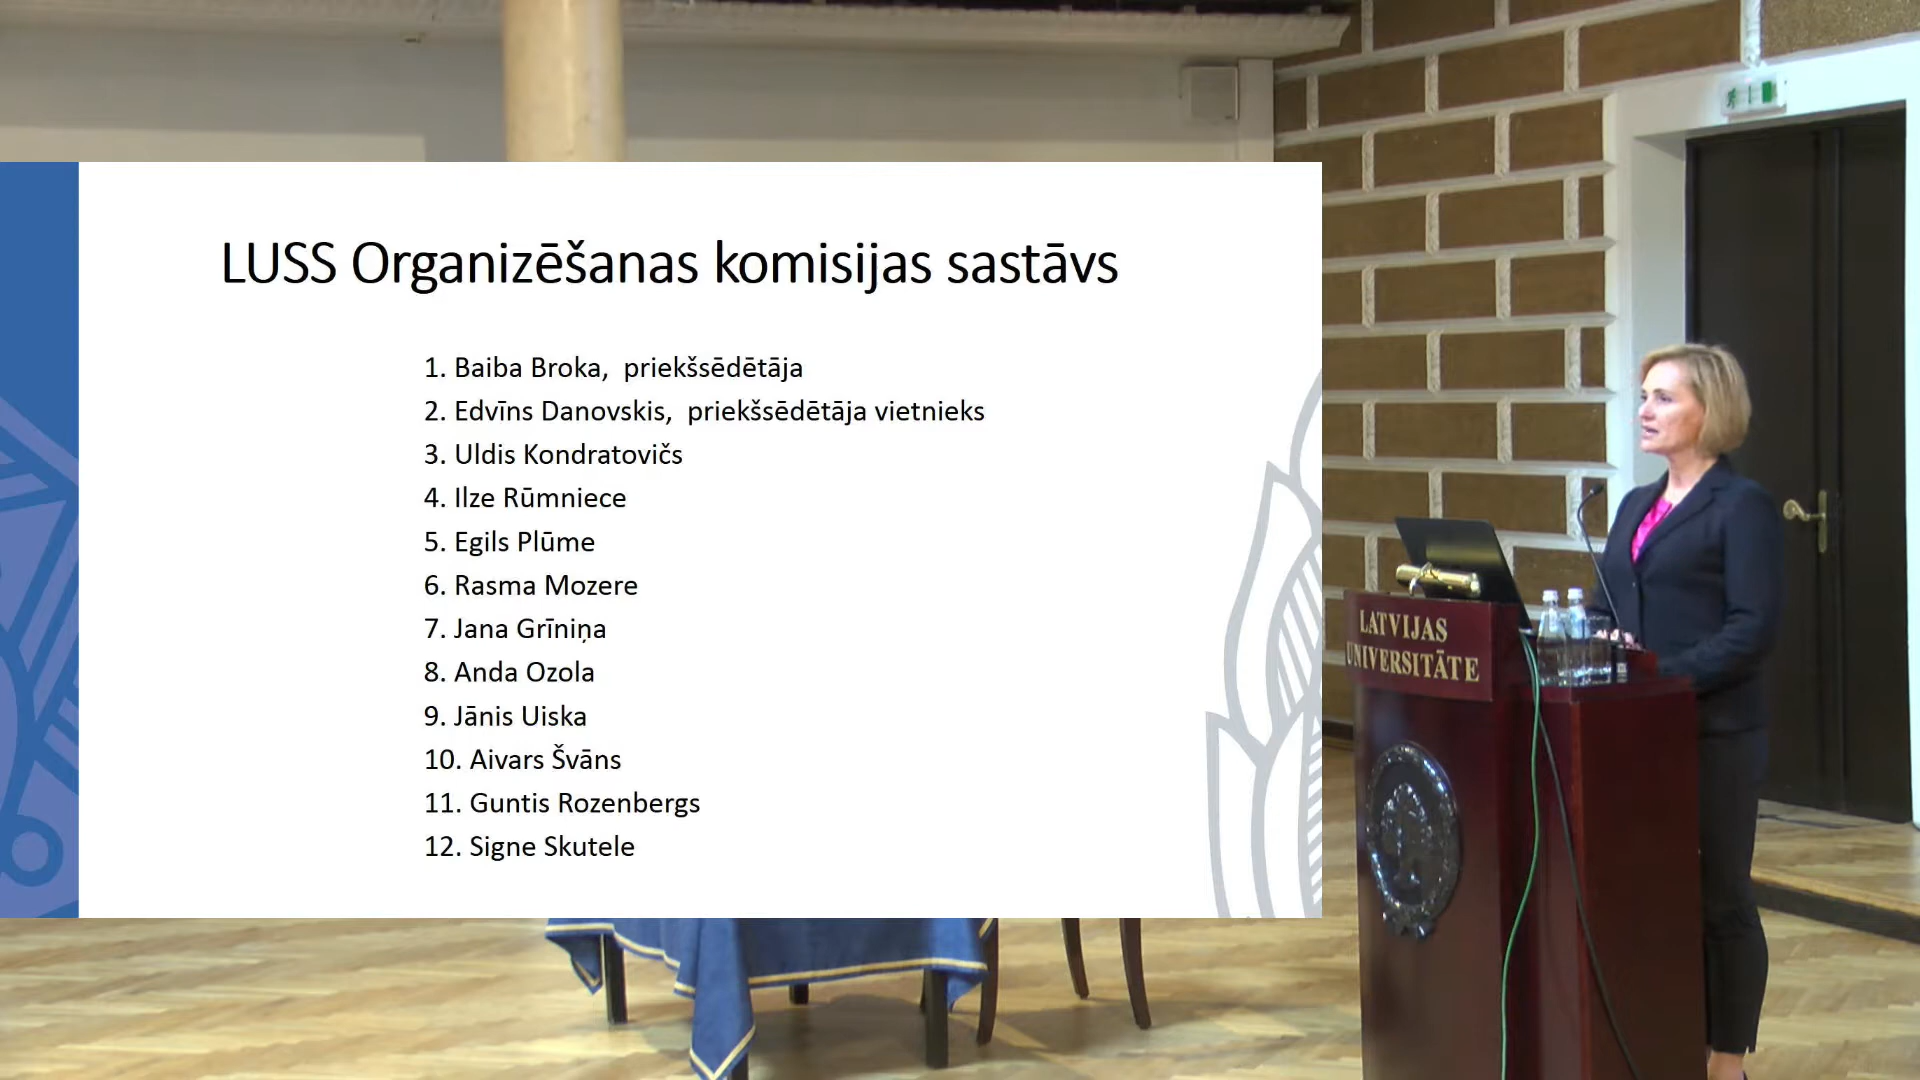 LUSS Organizēšanas komisijas sastāvs
1. Baiba Broka, priekšsēdētāja
2. Edvīns Danovskis, priekšsēdētāja vietnieks
3. Uldis Kondratovičs
4. Ilze Rūmniece
5. Egils Plūme
6. Rasma Mozere
7. Jana Grīniņa
8. Anda Ozola
9. Jānis Uiska
10. Aivars Švāns
11. Guntis Rozenbergs
12. Signe Skutele
LATVIJAS
UNIVERSITĀTE